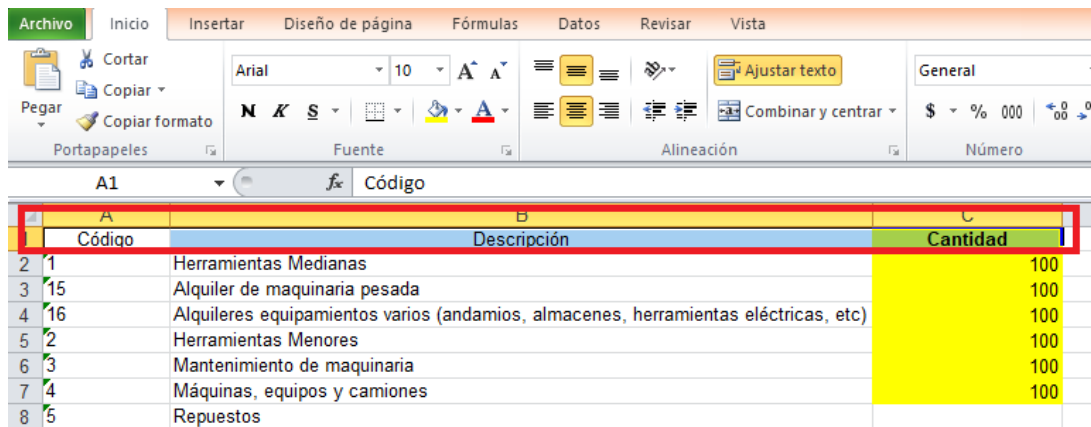 Archivo Inicio Insertar Diseño de página Fórmulas Datos Revisar Vista
Cortar
Copiar
Copiar formato
Pegar
Portapapeles
Arial 10 A A
N K S A
Fuente
Ajustar texto
Combinar y centrar
Alineación
General
$ % 000 ,0 ,00
Número
A1 fx Código
A B C
1 Código Descripción Cantidad
2 1 Herramientas Medianas 100
3 15 Alquiler de maquinaria pesada 100
4 16 Alquileres equipamientos varios (andamios, almacenes, herramientas eléctricas, etc) 100
5 2 Herramientas Menores 100
6 3 Mantenimiento de maquinaria 100
7 4 Máquinas, equipos y camiones 100
8 5 Repuestos